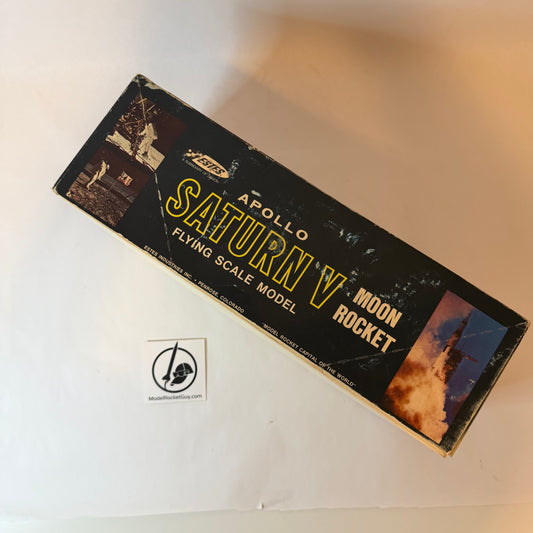 ESTES
APOLLO
SATURN V
FLYING SCALE MODEL
MOON
ROCKET
ESTES INDUSTRIES INC. • PENROSE, COLORADO
"MODEL ROCKET CAPITAL OF THE WORLD"
ModelRocketGuy.com